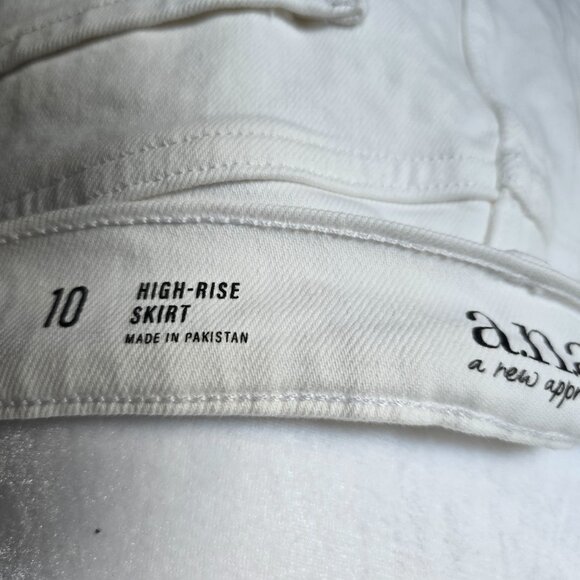 10
HIGH-RISE
SKIRT
MADE IN PAKISTAN
a.n.a
a new